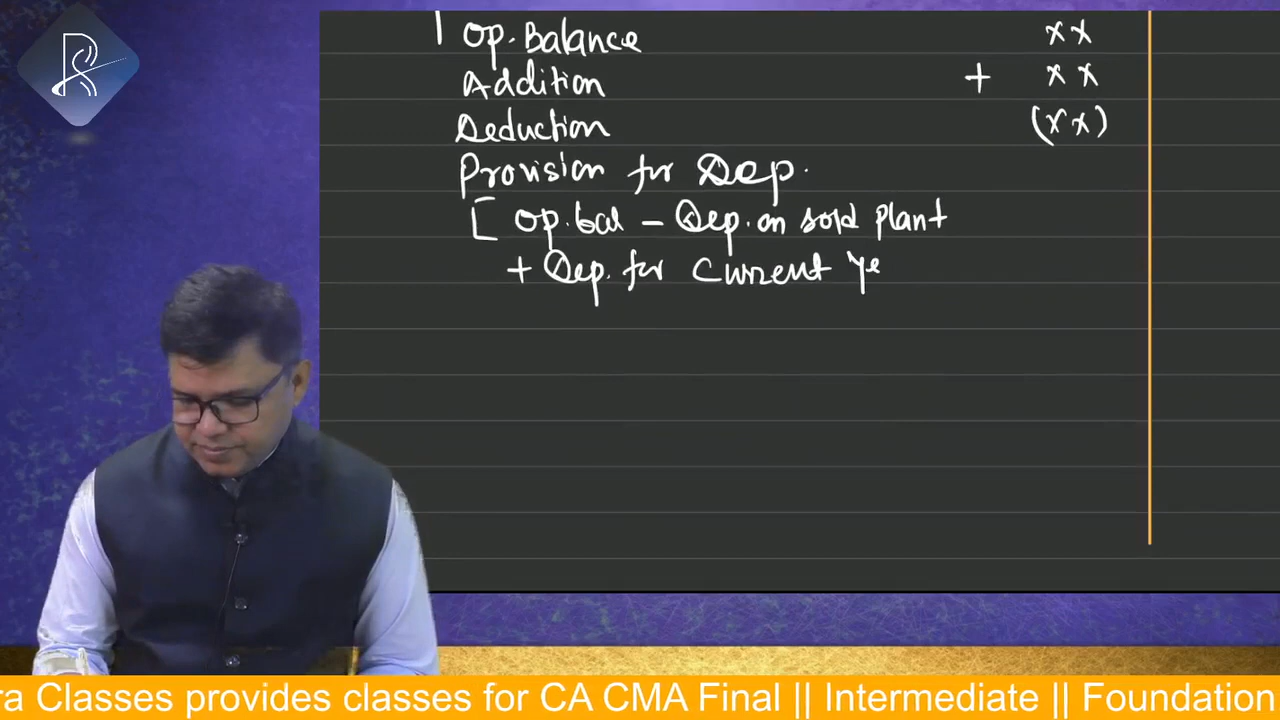 Op. Balance xx
Addition + xx
Deduction (xx)
Provision for Dep.
[ Op. bal - Dep. on sold plant
+ Dep. for Current Ye
ra Classes provides classes for CA CMA Final || Intermediate || Foundation